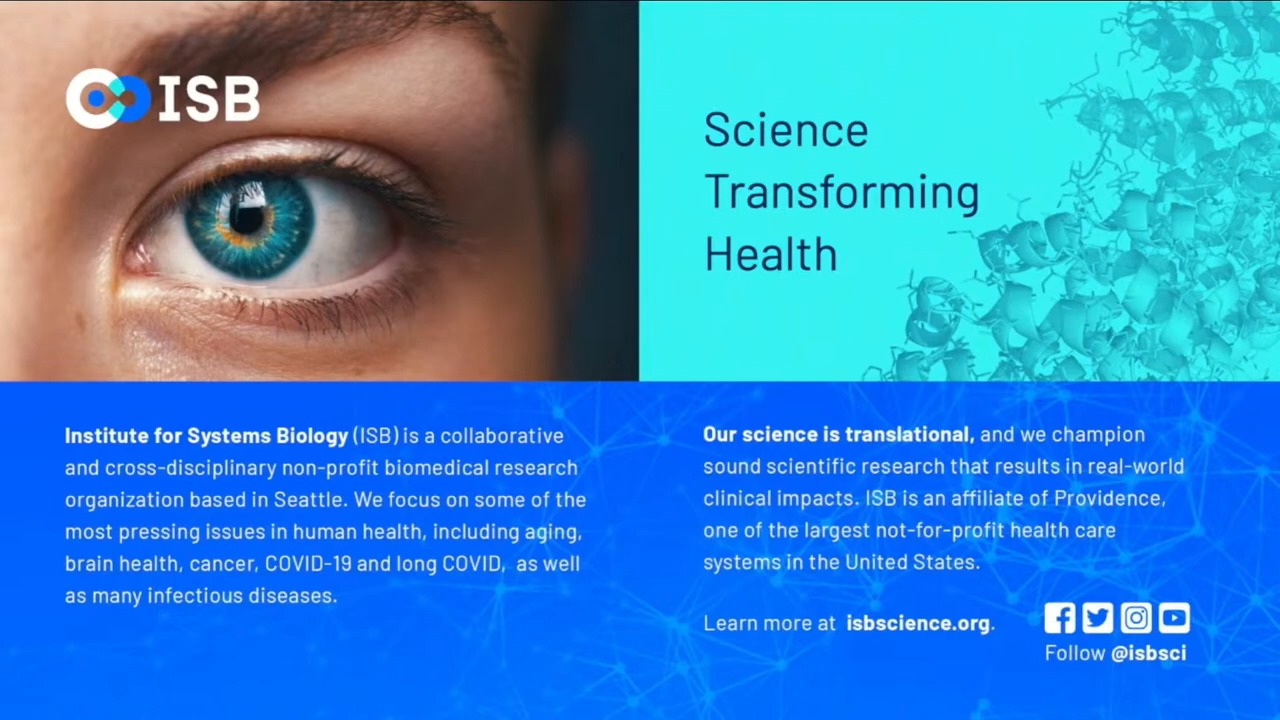 ISB
Science
Transforming
Health
Institute for Systems Biology (ISB) is a collaborative
and cross-disciplinary non-profit biomedical research
organization based in Seattle. We focus on some of the
most pressing issues in human health, including aging,
brain health, cancer, COVID-19 and long COVID, as well
as many infectious diseases.
Our science is translational, and we champion
sound scientific research that results in real-world
clinical impacts. ISB is an affiliate of Providence,
one of the largest not-for-profit health care
systems in the United States.
Learn more at isbscience.org.
Follow @isbsci